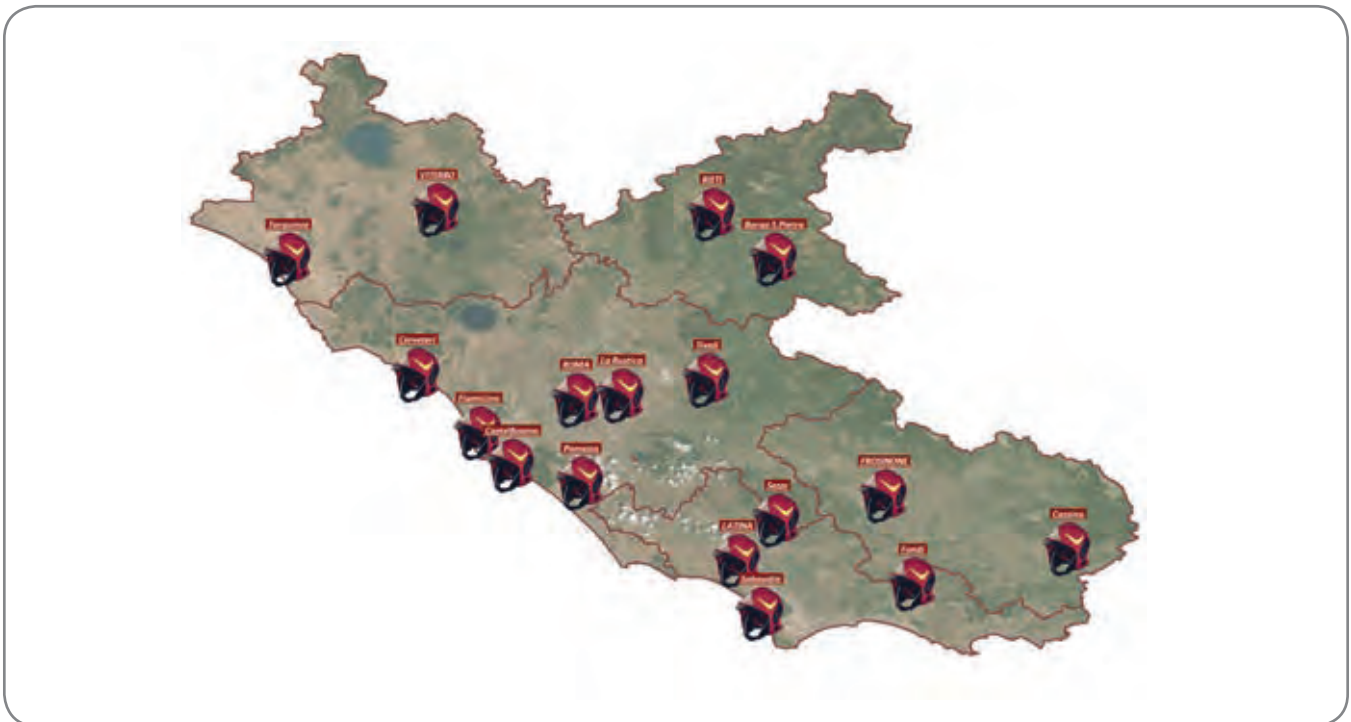 VITERBO
RIETI
Tarquinia
Borgo S.Pietro
Cerveteri
Tivoli
ROMA
La Rustica
Fiumicino
Castelfusano
Pomezia
FROSINONE
Sezze
Cassino
LATINA
Fondi
Sabaudia